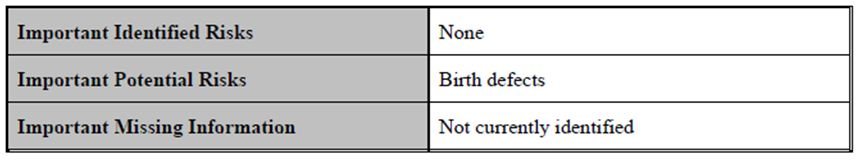 Important Identified Risks None
Important Potential Risks Birth defects
Important Missing Information Not currently identified